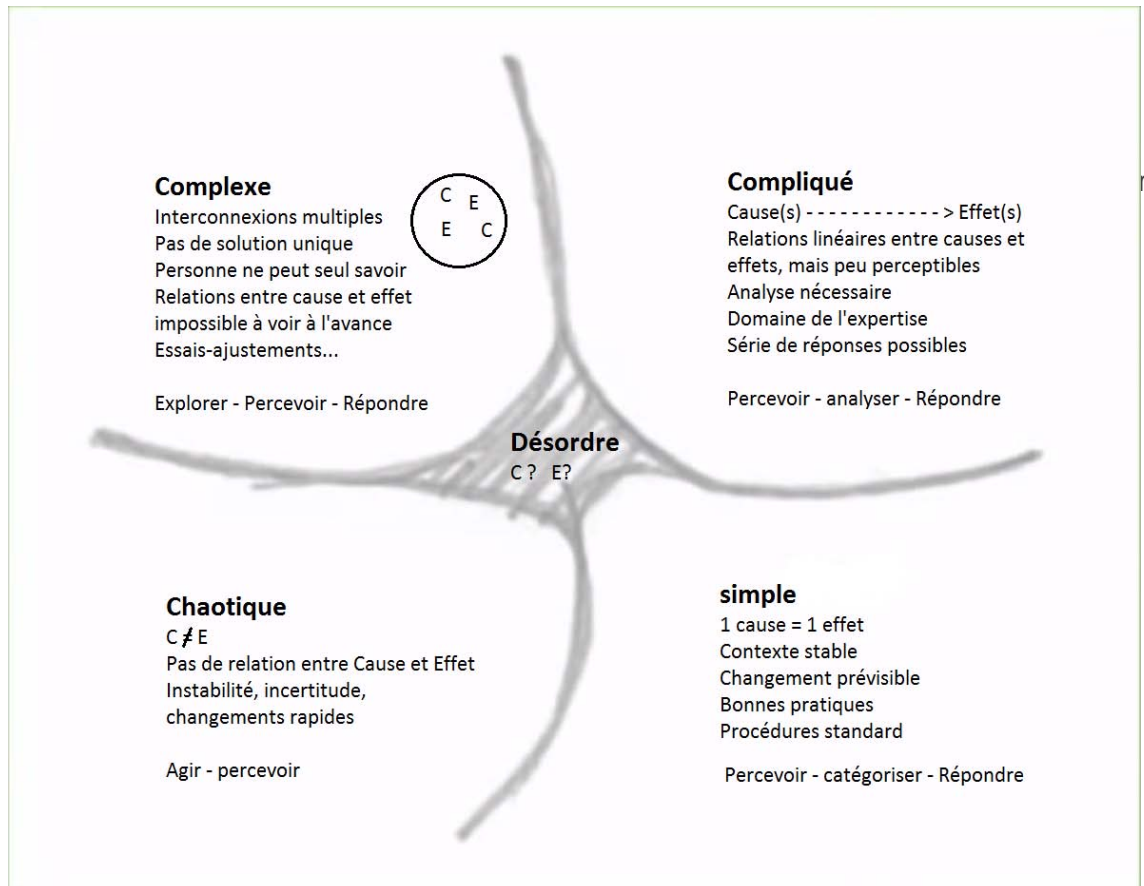 Complexe
Interconnexions multiples
Pas de solution unique
Personne ne peut seul savoir
Relations entre cause et effet
impossible à voir à l'avance
Essais-ajustements...
Explorer - Percevoir - Répondre
C E
E C
Compliqué
Cause(s) - - - - - - - - - - - - > Effet(s)
Relations linéaires entre causes et
effets, mais peu perceptibles
Analyse nécessaire
Domaine de l'expertise
Série de réponses possibles
Percevoir - analyser - Répondre
Désordre
C ? E?
Chaotique
C ≠ E
Pas de relation entre Cause et Effet
Instabilité, incertitude,
changements rapides
Agir - percevoir
simple
1 cause = 1 effet
Contexte stable
Changement prévisible
Bonnes pratiques
Procédures standard
Percevoir - catégoriser - Répondre